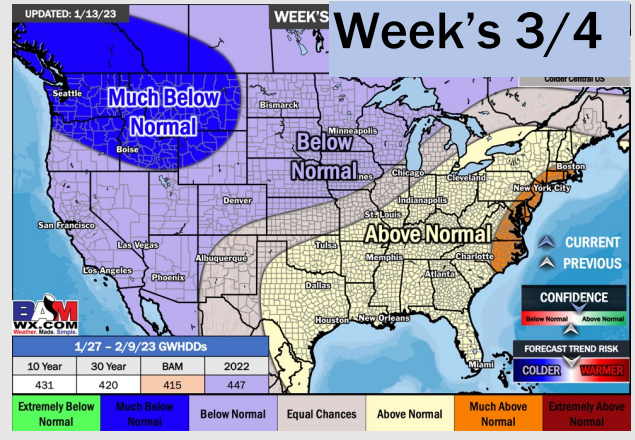 UPDATED: 1/13/23
WEEK'S
Week's 3/4
Colder Central US
Seattle
Much Below
Normal
Boise
Bismarck
Minneapolis
Below
Normal
nes
Chicago
Cleveland
Boston
New York City
Denver
Indianapolis
St. Louis
San Francisco
Las Vegas
Above Normal
Los Angeles
Phoenix
Albuquerque
Tulsa
Memphis
Charlotte
Atlanta
Dallas
Houston
New Orleans
Miami
CURRENT
PREVIOUS
CONFIDENCE
Below Normal
Above Normal
FORECAST TREND RISK
COLDER
WARMER
BAM
WX.COM
Weather. Made. Simple.
1/27 – 2/9/23 GWHDDs
10 Year 30 Year BAM 2022
431 420 415 447
Extremely Below
Normal
Much Below
Normal
Below Normal
Equal Chances
Above Normal
Much Above
Normal
Extremely Above
Normal